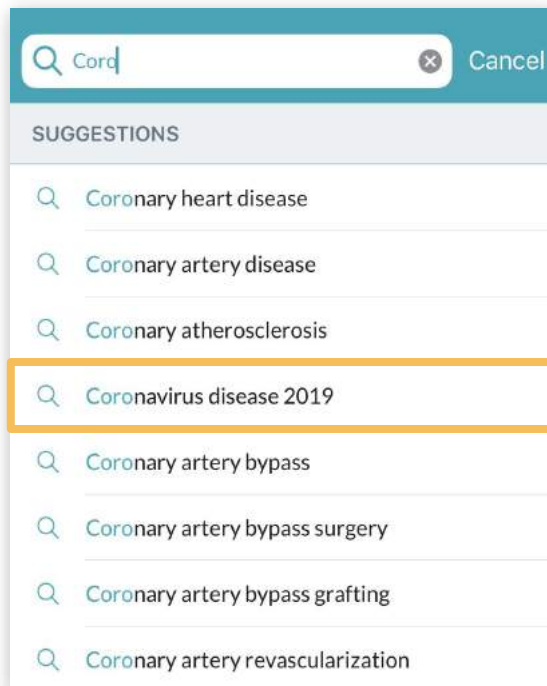 Coro Cancel
SUGGESTIONS
Coronary heart disease
Coronary artery disease
Coronary atherosclerosis
Coronavirus disease 2019
Coronary artery bypass
Coronary artery bypass surgery
Coronary artery bypass grafting
Coronary artery revascularization